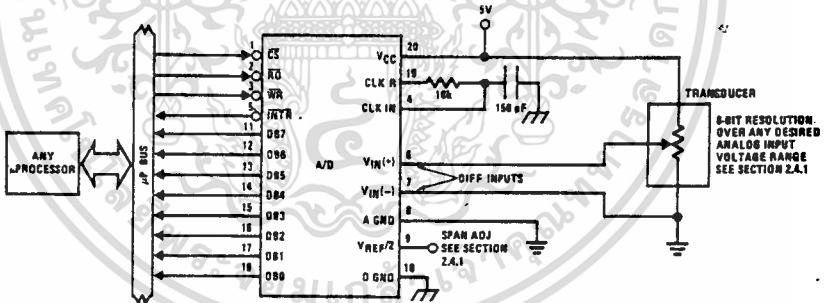 5V
1 CS
2 RD
3 WR
5 INTR
11 DB7
12 DB6
13 DB5
14 DB4
15 DB3
16 DB2
17 DB1
18 DB0
ANY
µPROCESSOR
µP BUS
A/D
VCC 20
CLK R 19
10k
CLK IN 4
150 pF
VIN(+) 6
DIFF INPUTS
VIN(–) 7
A GND 8
VREF/2 9
SPAN ADJ
SEE SECTION
2.4.1
D GND 10
TRANSDUCER
8-BIT RESOLUTION
OVER ANY DESIRED
ANALOG INPUT
VOLTAGE RANGE
SEE SECTION 2.4.1